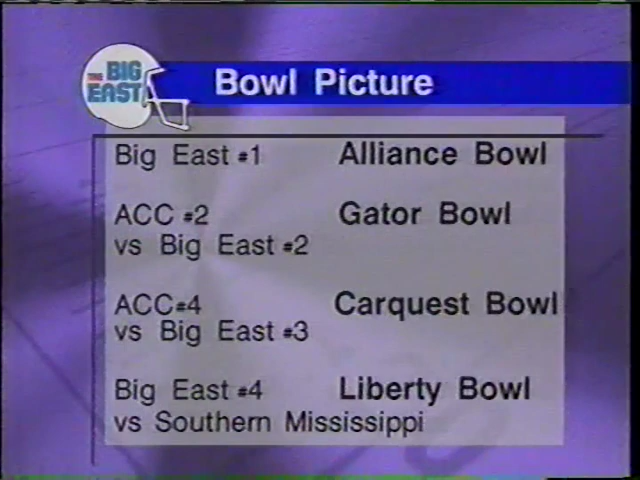 THE BIG EAST
Bowl Picture
Big East #1 Alliance Bowl
ACC #2 Gator Bowl
vs Big East #2
ACC#4 Carquest Bowl
vs Big East #3
Big East #4 Liberty Bowl
vs Southern Mississippi